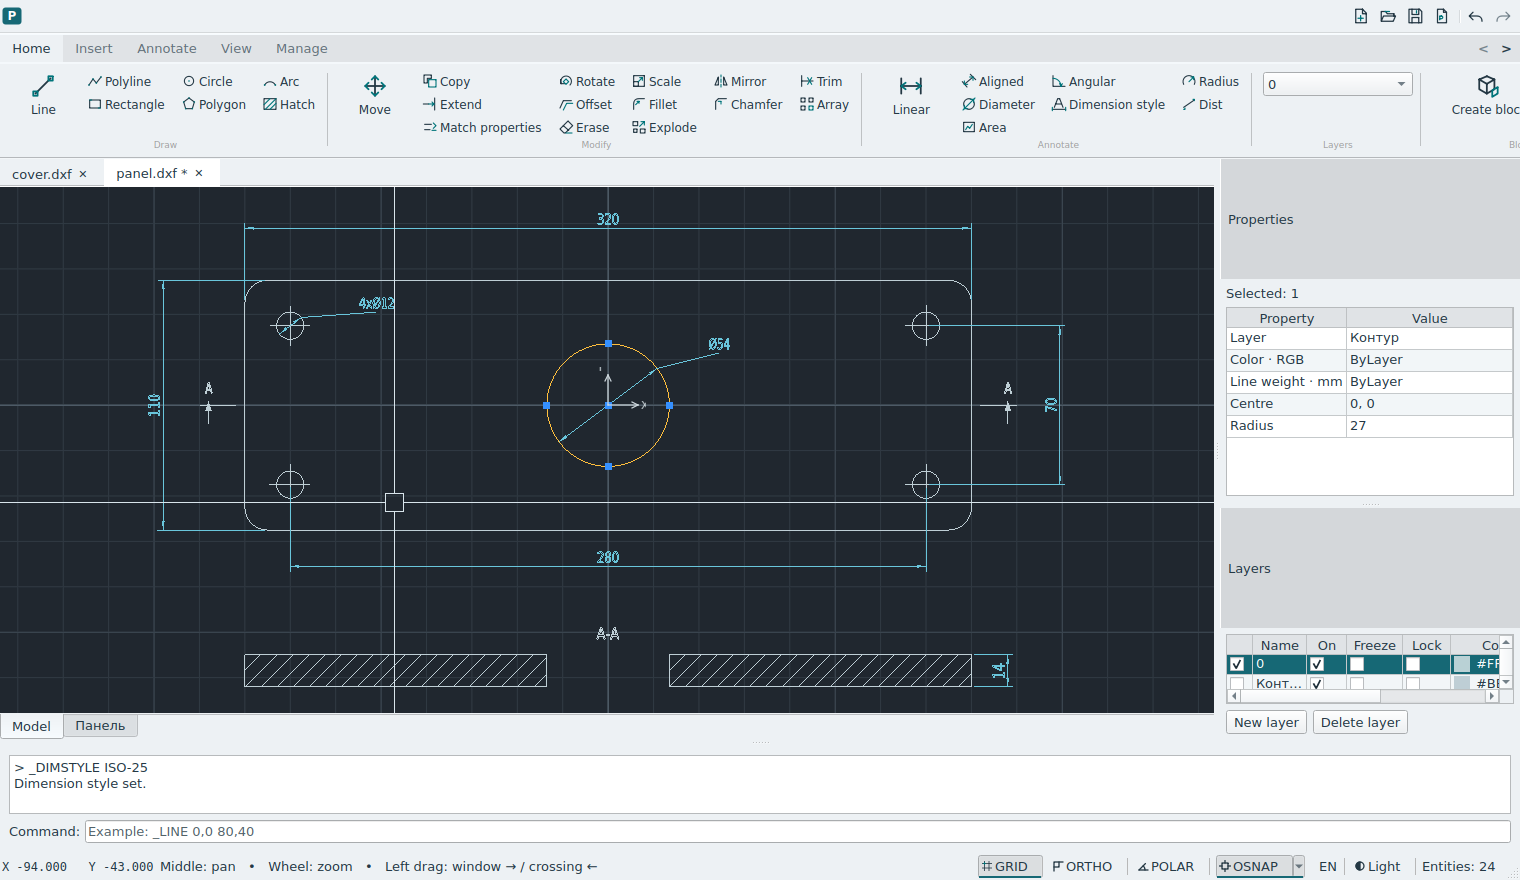 P
Home Insert Annotate View Manage < >
Line Polyline Circle Arc Rectangle Polygon Hatch
Draw
Move Copy Rotate Scale Mirror Trim
Extend Offset Fillet Chamfer Array
Match properties Erase Explode
Modify
Linear Aligned Angular Radius
Diameter Dimension style Dist
Area
Annotate
0
Layers
Create bloc
Blo
cover.dxf × panel.dxf * ×
320
4xØ12
Ø54
A A
110
70
X
280
A-A
14
Properties
Selected: 1
Property Value
Layer Контур
Color · RGB ByLayer
Line weight · mm ByLayer
Centre 0, 0
Radius 27
Layers
Name On Freeze Lock Co
0 #FF
Конт... #BE
New layer Delete layer
Model Панель
> _DIMSTYLE ISO-25
Dimension style set.
Command: Example: _LINE 0,0 80,40
X -94.000 Y -43.000 Middle: pan • Wheel: zoom • Left drag: window → / crossing ←
GRID ORTHO POLAR OSNAP EN Light Entities: 24